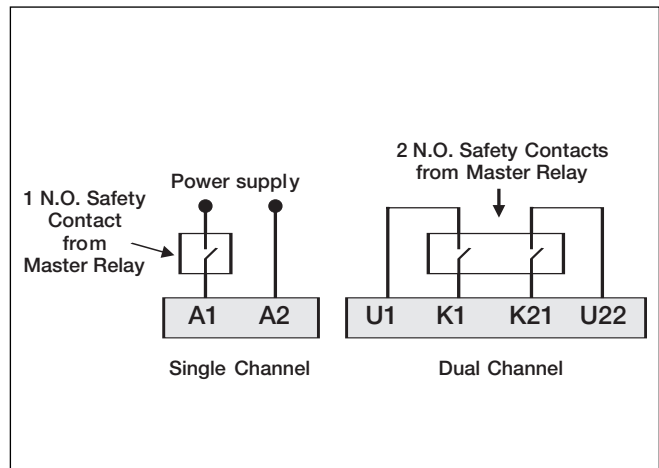 1 N.O. Safety
Contact
from
Master Relay
Power supply
A1 A2
Single Channel
2 N.O. Safety Contacts
from Master Relay
U1 K1 K21 U22
Dual Channel